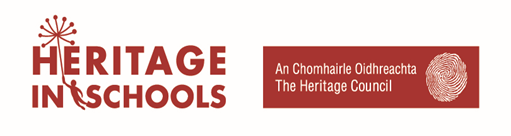 HERITAGE
IN SCHOOLS
An Chomhairle Oidhreachta
The Heritage Council